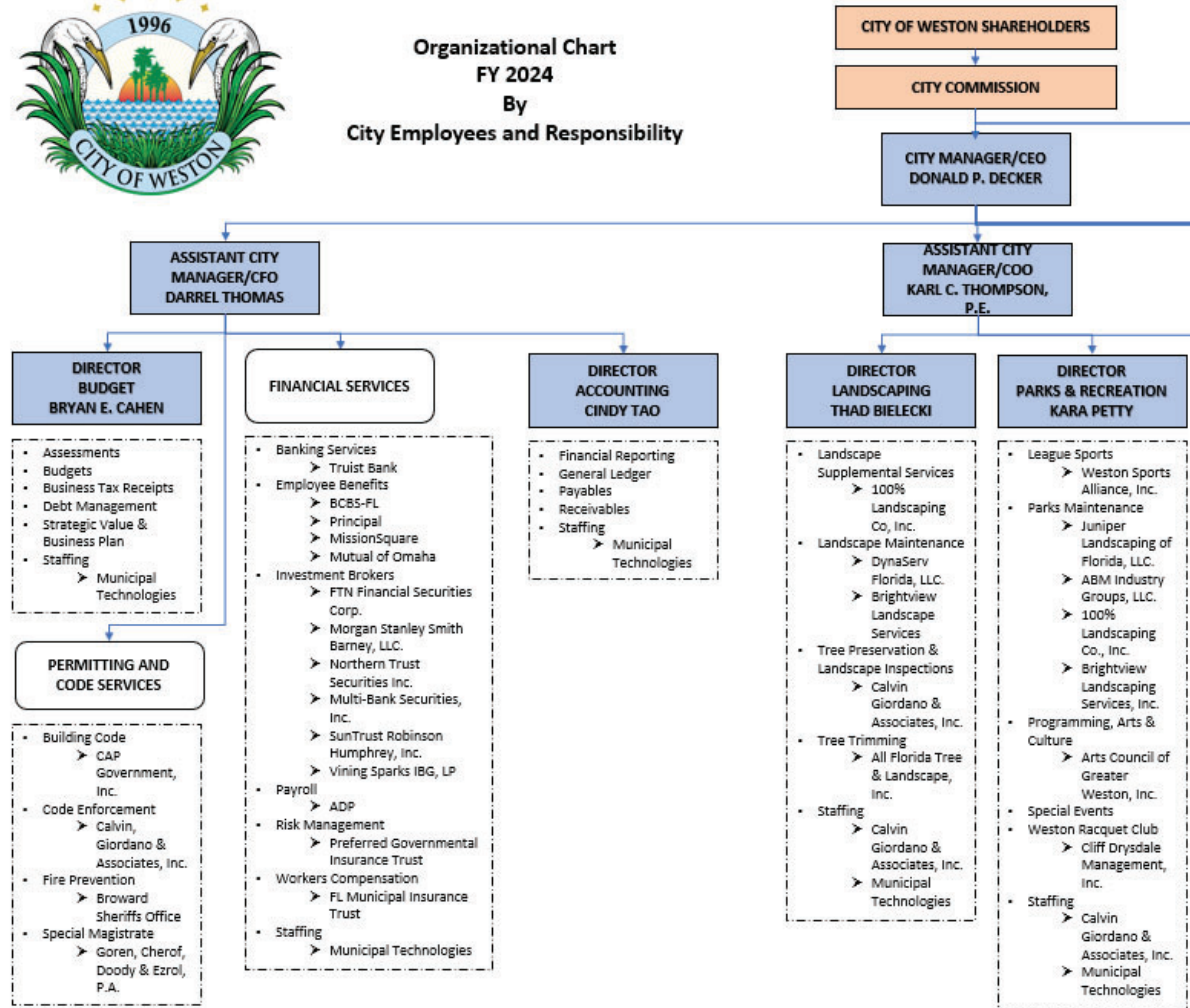 1996
CITY OF WESTON
Organizational Chart
FY 2024
By
City Employees and Responsibility
CITY OF WESTON SHAREHOLDERS
CITY COMMISSION
CITY MANAGER/CEO
DONALD P. DECKER
ASSISTANT CITY
MANAGER/CFO
DARREL THOMAS
ASSISTANT CITY
MANAGER/COO
KARL C. THOMPSON,
P.E.
DIRECTOR
BUDGET
BRYAN E. CAHEN
▪ Assessments
▪ Budgets
▪ Business Tax Receipts
▪ Debt Management
▪ Strategic Value &
Business Plan
▪ Staffing
➤ Municipal
Technologies
PERMITTING AND
CODE SERVICES
▪ Building Code
➤ CAP
Government,
Inc.
▪ Code Enforcement
➤ Calvin,
Giordano &
Associates, Inc.
▪ Fire Prevention
➤ Broward
Sheriffs Office
▪ Special Magistrate
➤ Goren, Cherof,
Doody & Ezrol,
P.A.
FINANCIAL SERVICES
▪ Banking Services
➤ Truist Bank
▪ Employee Benefits
➤ BCBS-FL
➤ Principal
➤ MissionSquare
➤ Mutual of Omaha
▪ Investment Brokers
➤ FTN Financial Securities
Corp.
➤ Morgan Stanley Smith
Barney, LLC.
➤ Northern Trust
Securities Inc.
➤ Multi-Bank Securities,
Inc.
➤ SunTrust Robinson
Humphrey, Inc.
➤ Vining Sparks IBG, LP
▪ Payroll
➤ ADP
▪ Risk Management
➤ Preferred Governmental
Insurance Trust
▪ Workers Compensation
➤ FL Municipal Insurance
Trust
▪ Staffing
➤ Municipal Technologies
DIRECTOR
ACCOUNTING
CINDY TAO
▪ Financial Reporting
▪ General Ledger
▪ Payables
▪ Receivables
▪ Staffing
➤ Municipal
Technologies
DIRECTOR
LANDSCAPING
THAD BIELECKI
▪ Landscape
Supplemental Services
➤ 100%
Landscaping
Co, Inc.
▪ Landscape Maintenance
➤ DynaServ
Florida, LLC.
➤ Brightview
Landscape
Services
▪ Tree Preservation &
Landscape Inspections
➤ Calvin
Giordano &
Associates, Inc.
▪ Tree Trimming
➤ All Florida Tree
& Landscape,
Inc.
▪ Staffing
➤ Calvin
Giordano &
Associates, Inc.
➤ Municipal
Technologies
DIRECTOR
PARKS & RECREATION
KARA PETTY
▪ League Sports
➤ Weston Sports
Alliance, Inc.
▪ Parks Maintenance
➤ Juniper
Landscaping of
Florida, LLC.
➤ ABM Industry
Groups, LLC.
➤ 100%
Landscaping
Co., Inc.
➤ Brightview
Landscaping
Services, Inc.
▪ Programming, Arts &
Culture
➤ Arts Council of
Greater
Weston, Inc.
▪ Special Events
▪ Weston Racquet Club
➤ Cliff Drysdale
Management,
Inc.
▪ Staffing
➤ Calvin
Giordano &
Associates, Inc.
➤ Municipal
Technologies